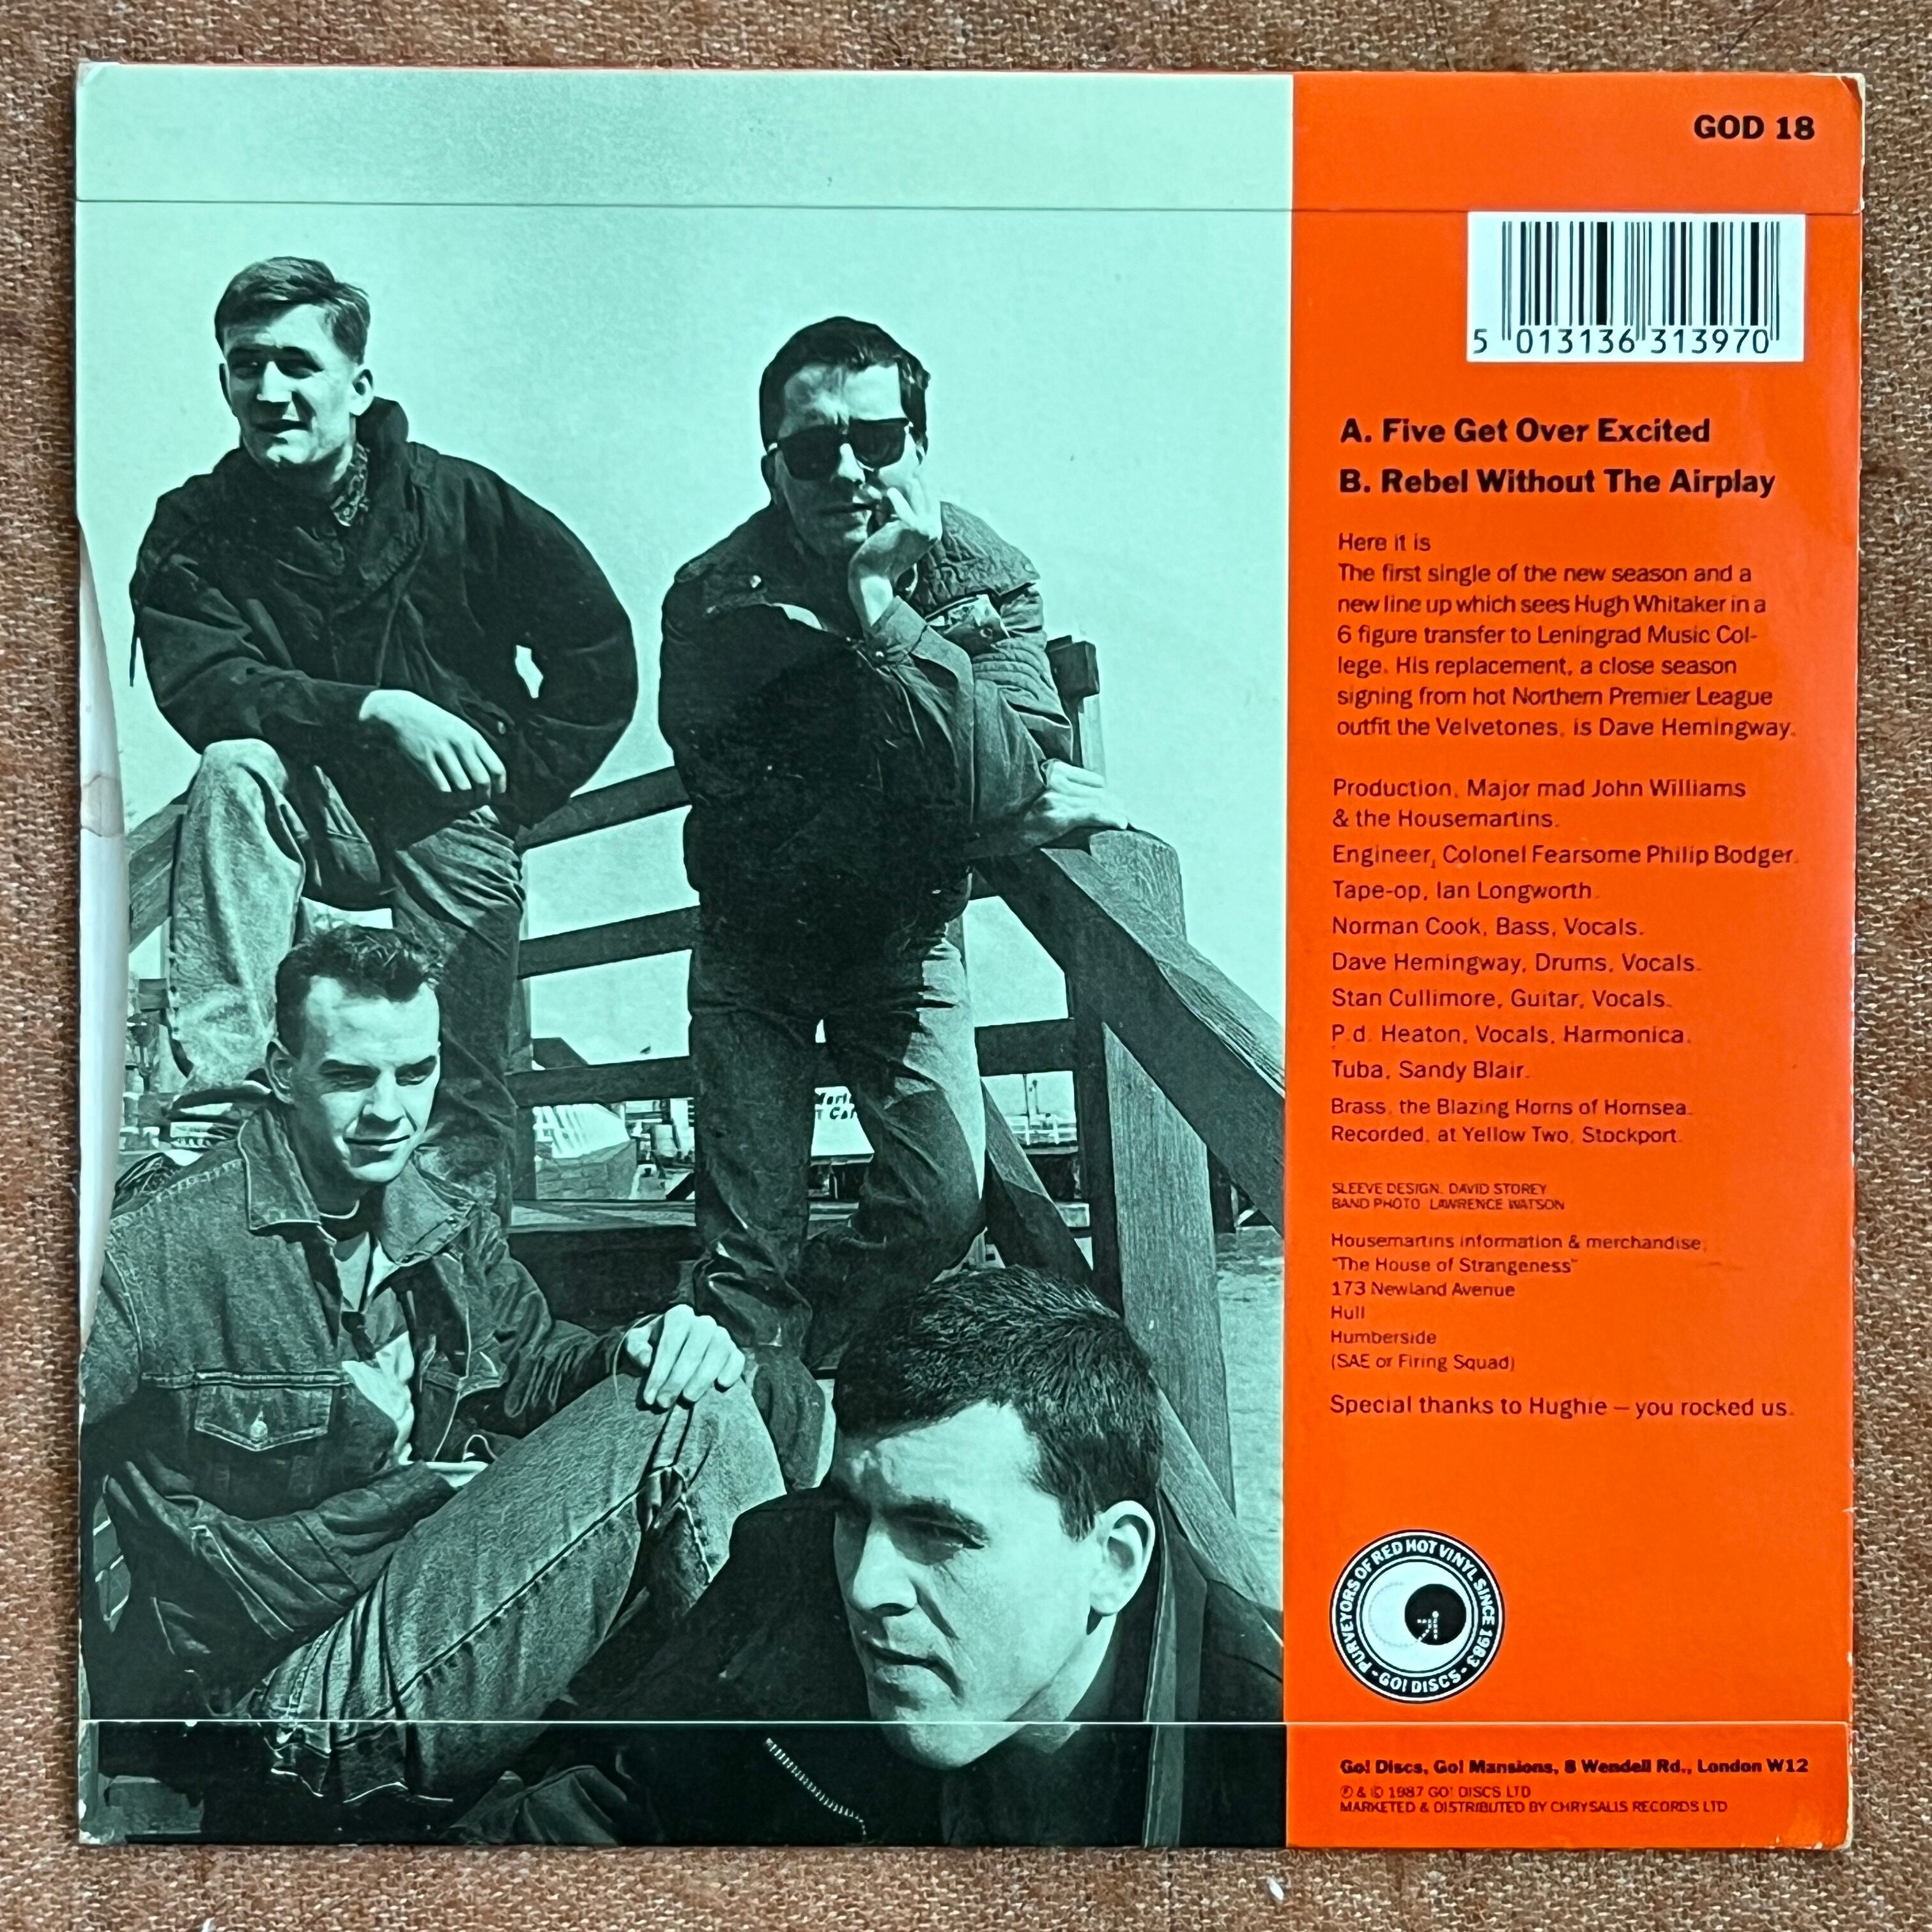 GOD 18
5 013136 313970
A. Five Get Over Excited
B. Rebel Without The Airplay
Here it is
The first single of the new season and a
new line up which sees Hugh Whitaker in a
6 figure transfer to Leningrad Music Col-
lege. His replacement, a close season
signing from hot Northern Premier League
outfit the Velvetones, is Dave Hemingway.
Production, Major mad John Williams
& the Housemartins.
Engineer, Colonel Fearsome Philip Bodger.
Tape-op, Ian Longworth.
Norman Cook, Bass, Vocals.
Dave Hemingway, Drums, Vocals.
Stan Cullimore, Guitar, Vocals.
P.d. Heaton, Vocals, Harmonica.
Tuba, Sandy Blair.
Brass, the Blazing Horns of Hornsea.
Recorded, at Yellow Two, Stockport.
SLEEVE DESIGN. DAVID STOREY
BAND PHOTO. LAWRENCE WATSON
Housemartins information & merchandise;
"The House of Strangeness"
173 Newland Avenue
Hull
Humberside
(SAE or Firing Squad)
Special thanks to Hughie – you rocked us.
PURVEYORS OF RED HOT VINYL SINCE 1983 · GO! DISCS ·
Go! Discs, Go! Mansions, 8 Wendell Rd., London W12
℗ & © 1987 GO! DISCS LTD
MARKETED & DISTRIBUTED BY CHRYSALIS RECORDS LTD